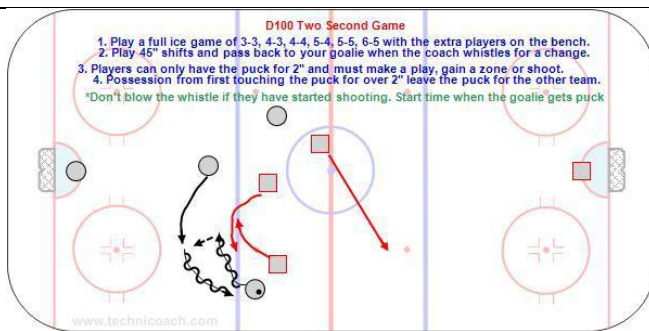 D100 Two Second Game
1. Play a full ice game of 3-3, 4-3, 4-4, 5-4, 5-5, 6-5 with the extra players on the bench.
2. Play 45" shifts and pass back to your goalie when the coach whistles for a change.
3. Players can only have the puck for 2" and must make a play, gain a zone or shoot.
4. Possession from first touching the puck for over 2" leave the puck for the other team.
*Don't blow the whistle if they have started shooting. Start time when the goalie gets puck
www.technicoach.com